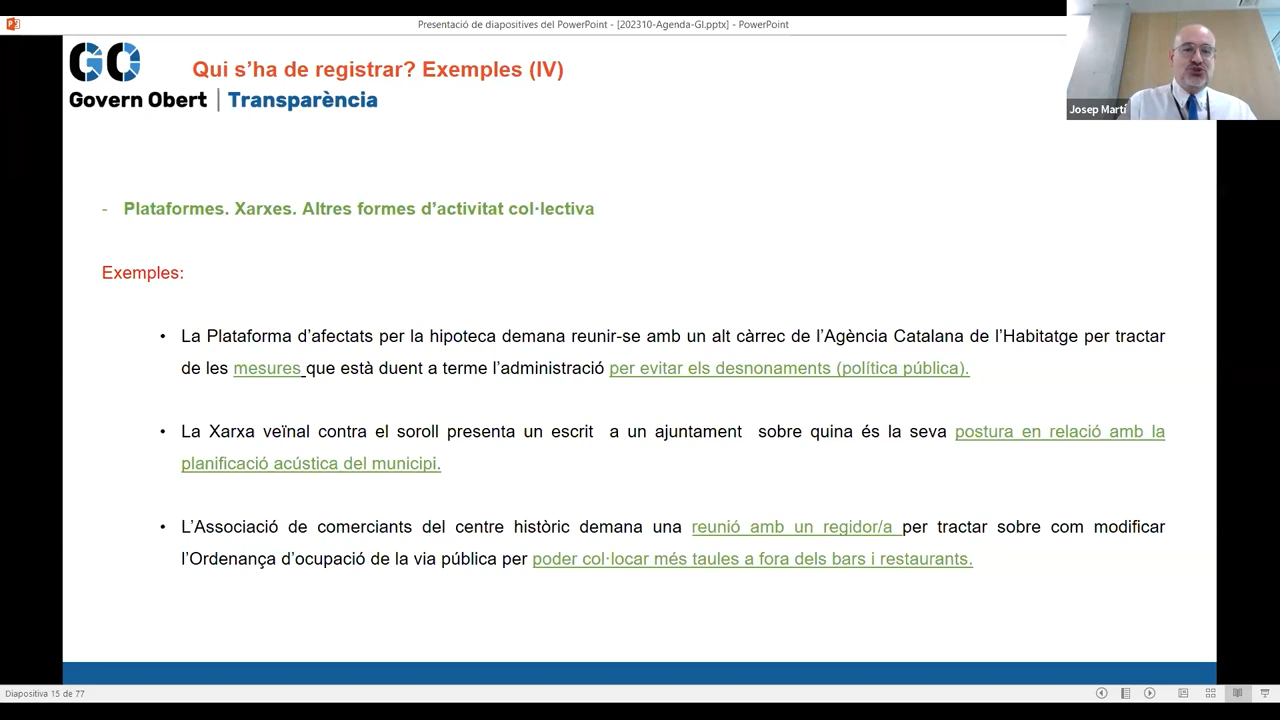 Presentació de diapositives del PowerPoint - [202310-Agenda-GI.pptx] - PowerPoint
GO
Qui s’ha de registrar? Exemples (IV)
Govern Obert | Transparència
Josep Martí
- Plataformes. Xarxes. Altres formes d’activitat col·lectiva
Exemples:
• La Plataforma d’afectats per la hipoteca demana reunir-se amb un alt càrrec de l’Agència Catalana de l’Habitatge per tractar
de les mesures que està duent a terme l’administració per evitar els desnonaments (política pública).
• La Xarxa veïnal contra el soroll presenta un escrit a un ajuntament sobre quina és la seva postura en relació amb la
planificació acústica del municipi.
• L’Associació de comerciants del centre històric demana una reunió amb un regidor/a per tractar sobre com modificar
l’Ordenança d’ocupació de la via pública per poder col·locar més taules a fora dels bars i restaurants.
Diapositiva 15 de 77